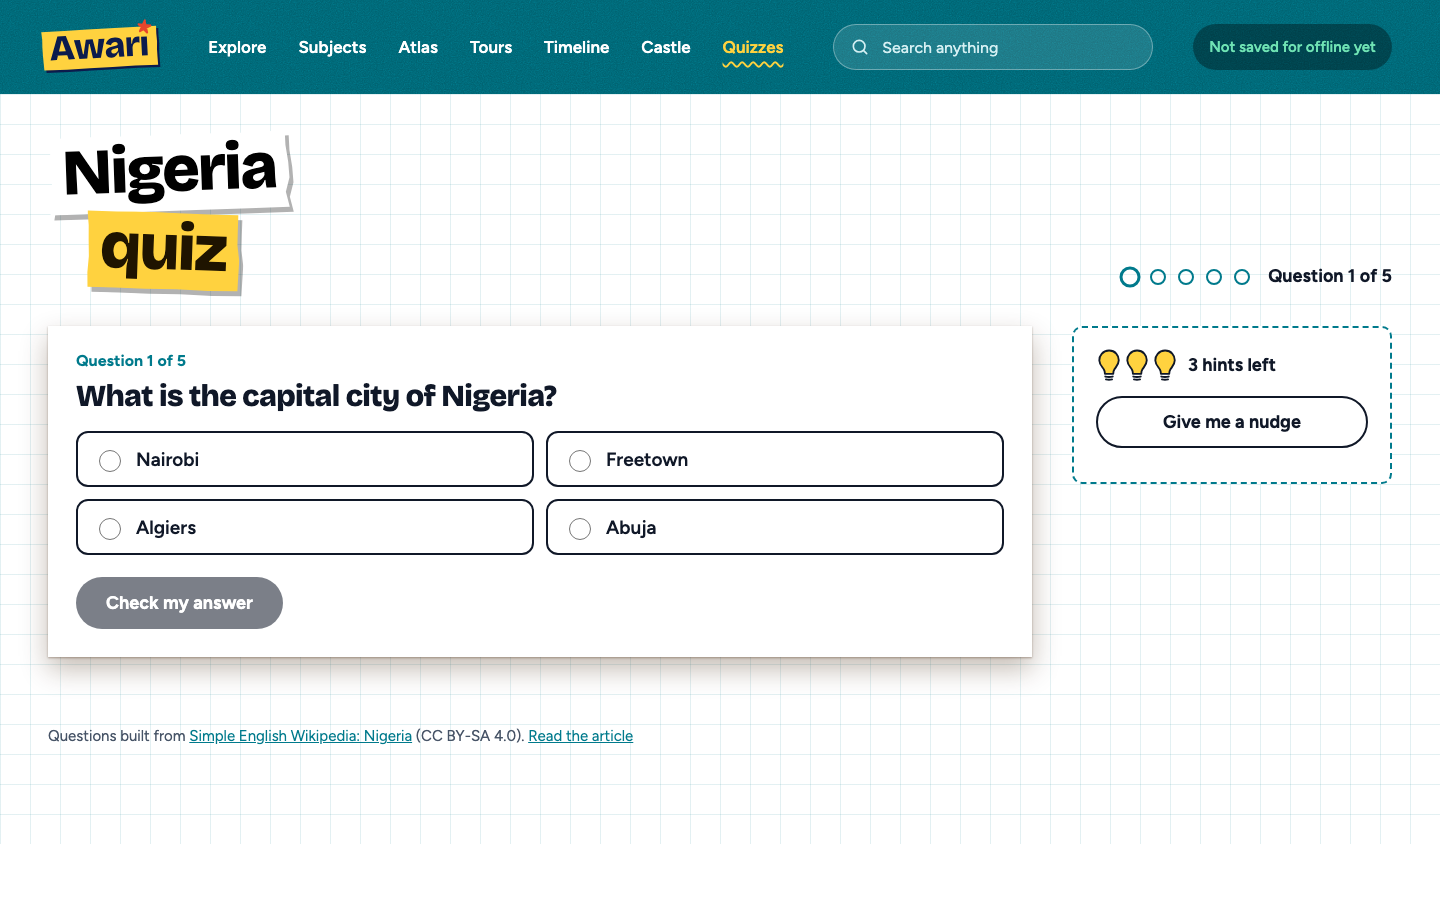 Awari
Explore
Subjects
Atlas
Tours
Timeline
Castle
Quizzes
Search anything
Not saved for offline yet
Nigeria
quiz
Question 1 of 5
Question 1 of 5
What is the capital city of Nigeria?
Nairobi
Freetown
Algiers
Abuja
Check my answer
3 hints left
Give me a nudge
Questions built from Simple English Wikipedia: Nigeria (CC BY-SA 4.0). Read the article